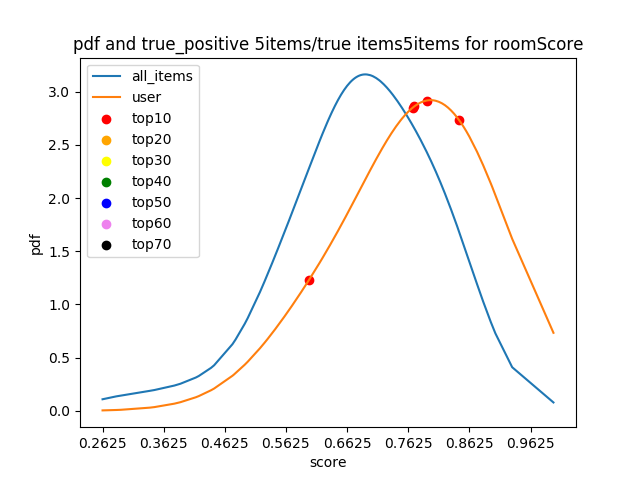 pdf and true_positive 5items/true items5items for roomScore
all_items
user
top10
top20
top30
top40
top50
top60
top70
pdf
3.0
2.5
2.0
1.5
1.0
0.5
0.0
0.2625 0.3625 0.4625 0.5625 0.6625 0.7625 0.8625 0.9625
score